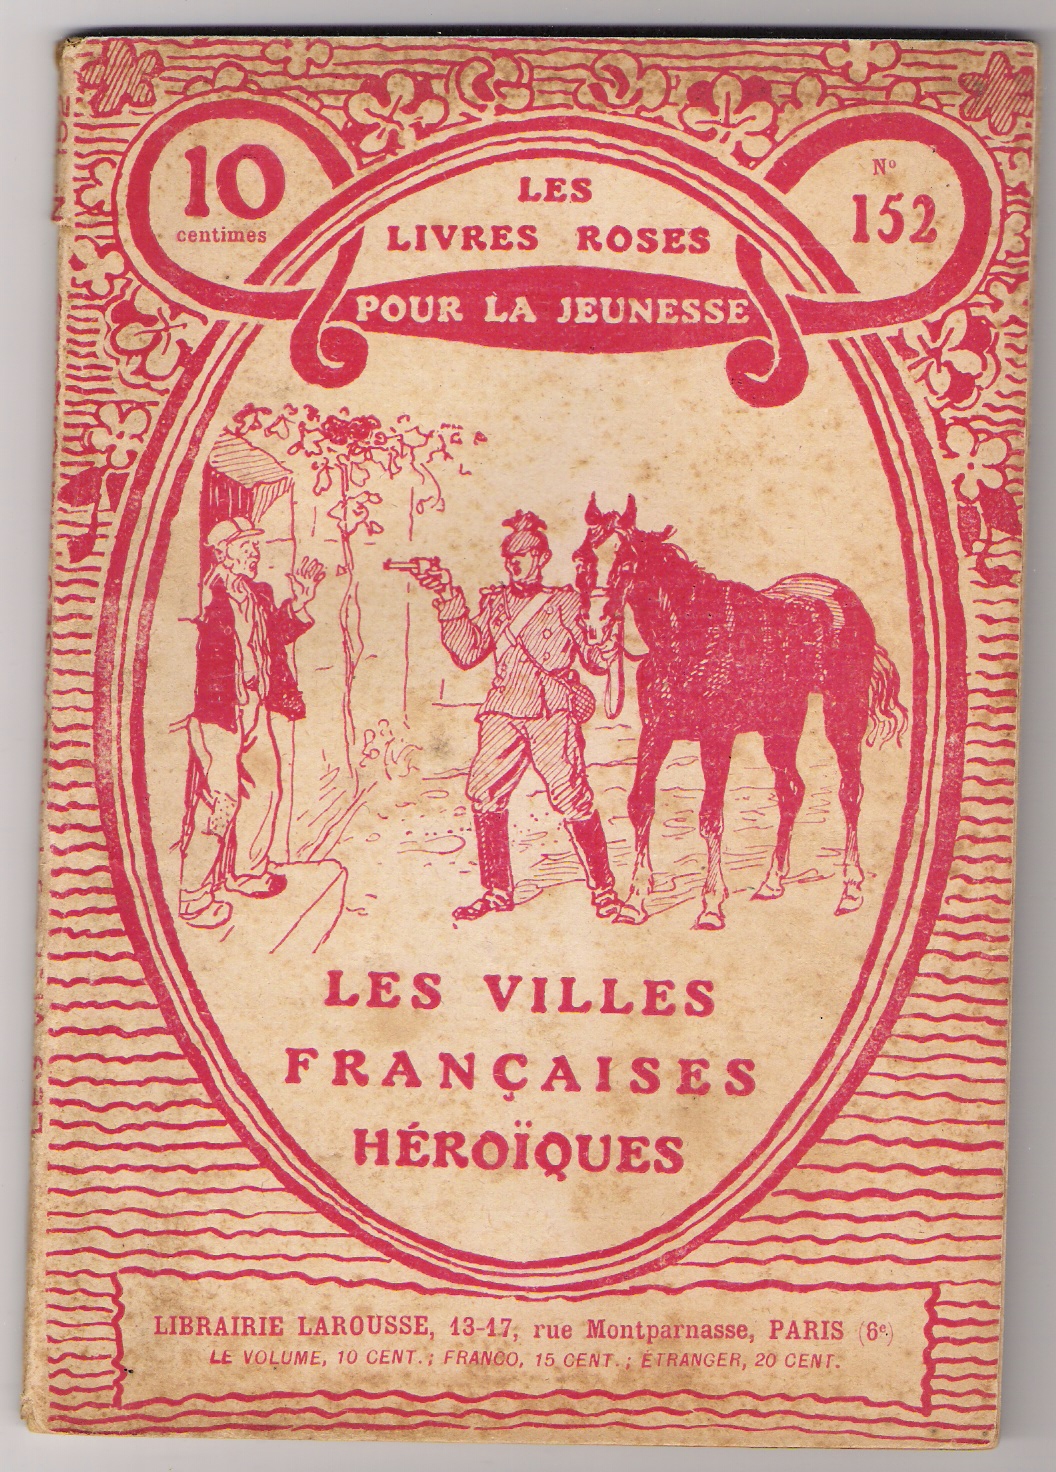 10
centimes
N°
152
LES
LIVRES ROSES
POUR LA JEUNESSE
LES VILLES
FRANÇAISES
HÉROÏQUES
LIBRAIRIE LAROUSSE, 13-17, rue Montparnasse, PARIS (6e)
LE VOLUME, 10 CENT.; FRANCO, 15 CENT.; ÉTRANGER, 20 CENT.